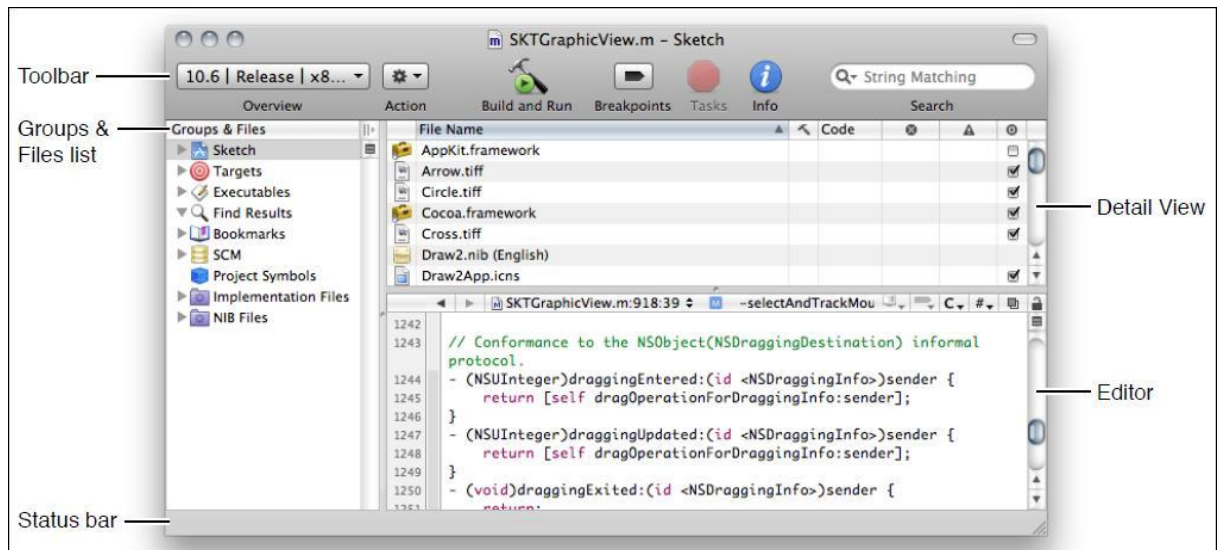 SKTGraphicView.m – Sketch
Toolbar
10.6 | Release | x8...
String Matching
Overview
Action
Build and Run
Breakpoints
Tasks
Info
Search
Groups & Files list
Groups & Files
Sketch
Targets
Executables
Find Results
Bookmarks
SCM
Project Symbols
Implementation Files
NIB Files
File Name
Code
AppKit.framework
Arrow.tiff
Circle.tiff
Cocoa.framework
Cross.tiff
Draw2.nib (English)
Draw2App.icns
Detail View
SKTGraphicView.m:918:39
M
-selectAndTrackMou
C
#
1242
1243 // Conformance to the NSObject(NSDraggingDestination) informal
protocol.
1244 - (NSUInteger)draggingEntered:(id <NSDraggingInfo>)sender {
1245 return [self dragOperationForDraggingInfo:sender];
1246 }
1247 - (NSUInteger)draggingUpdated:(id <NSDraggingInfo>)sender {
1248 return [self dragOperationForDraggingInfo:sender];
1249 }
1250 - (void)draggingExited:(id <NSDraggingInfo>)sender {
1251 return;
Editor
Status bar